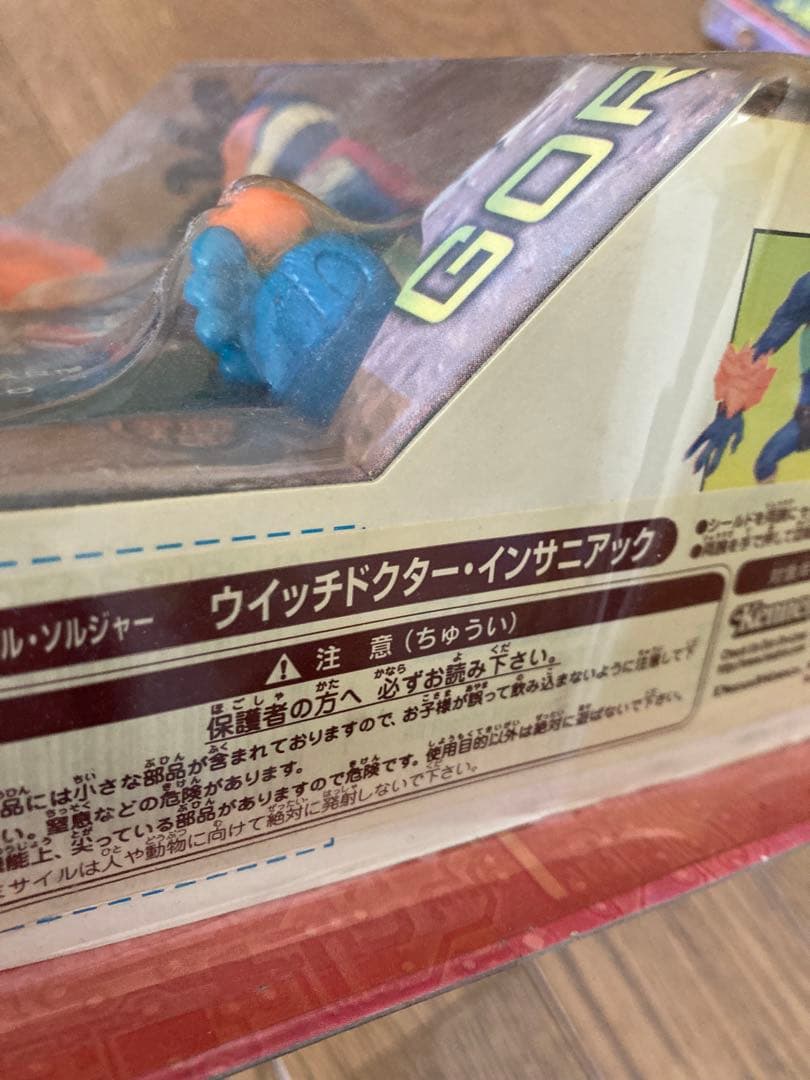 GOR
ル・ソルジャー ウイッチドクター・インサニアック
注 意 (ちゅうい)
保護者の方へ 必ずお読み下さい。
品には小さな部品が含まれておりますので、お子様が誤って飲み込まないように注意して下
い。窒息などの危険があります。
能上、尖っている部品がありますので危険です。使用目的以外は絶対に遊ばないで下さい。
ミサイルは人や動物に向けて絶対に発射しないで下さい。
●シールドを
Kenne